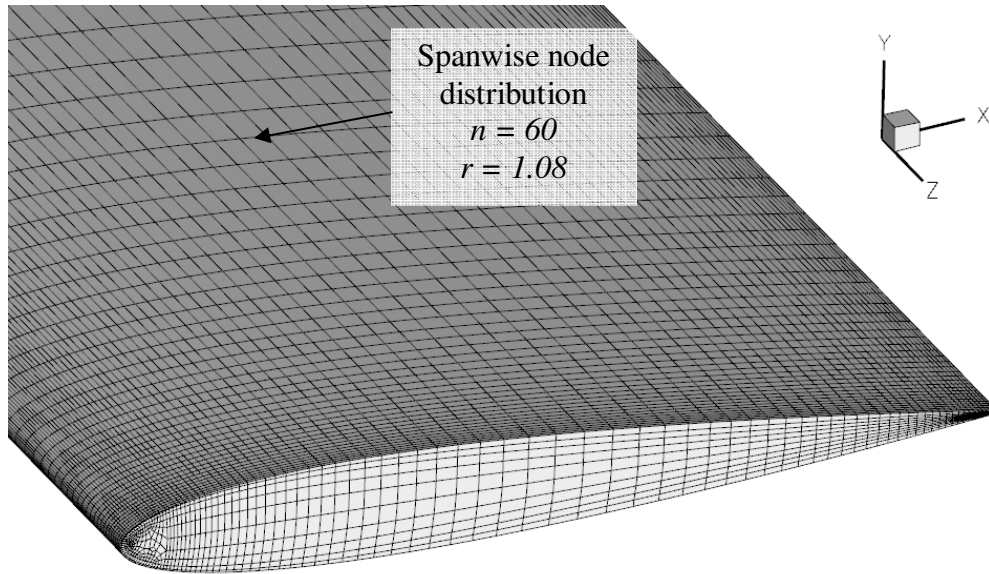 Spanwise node
distribution
n = 60
r = 1.08
Y
X
Z